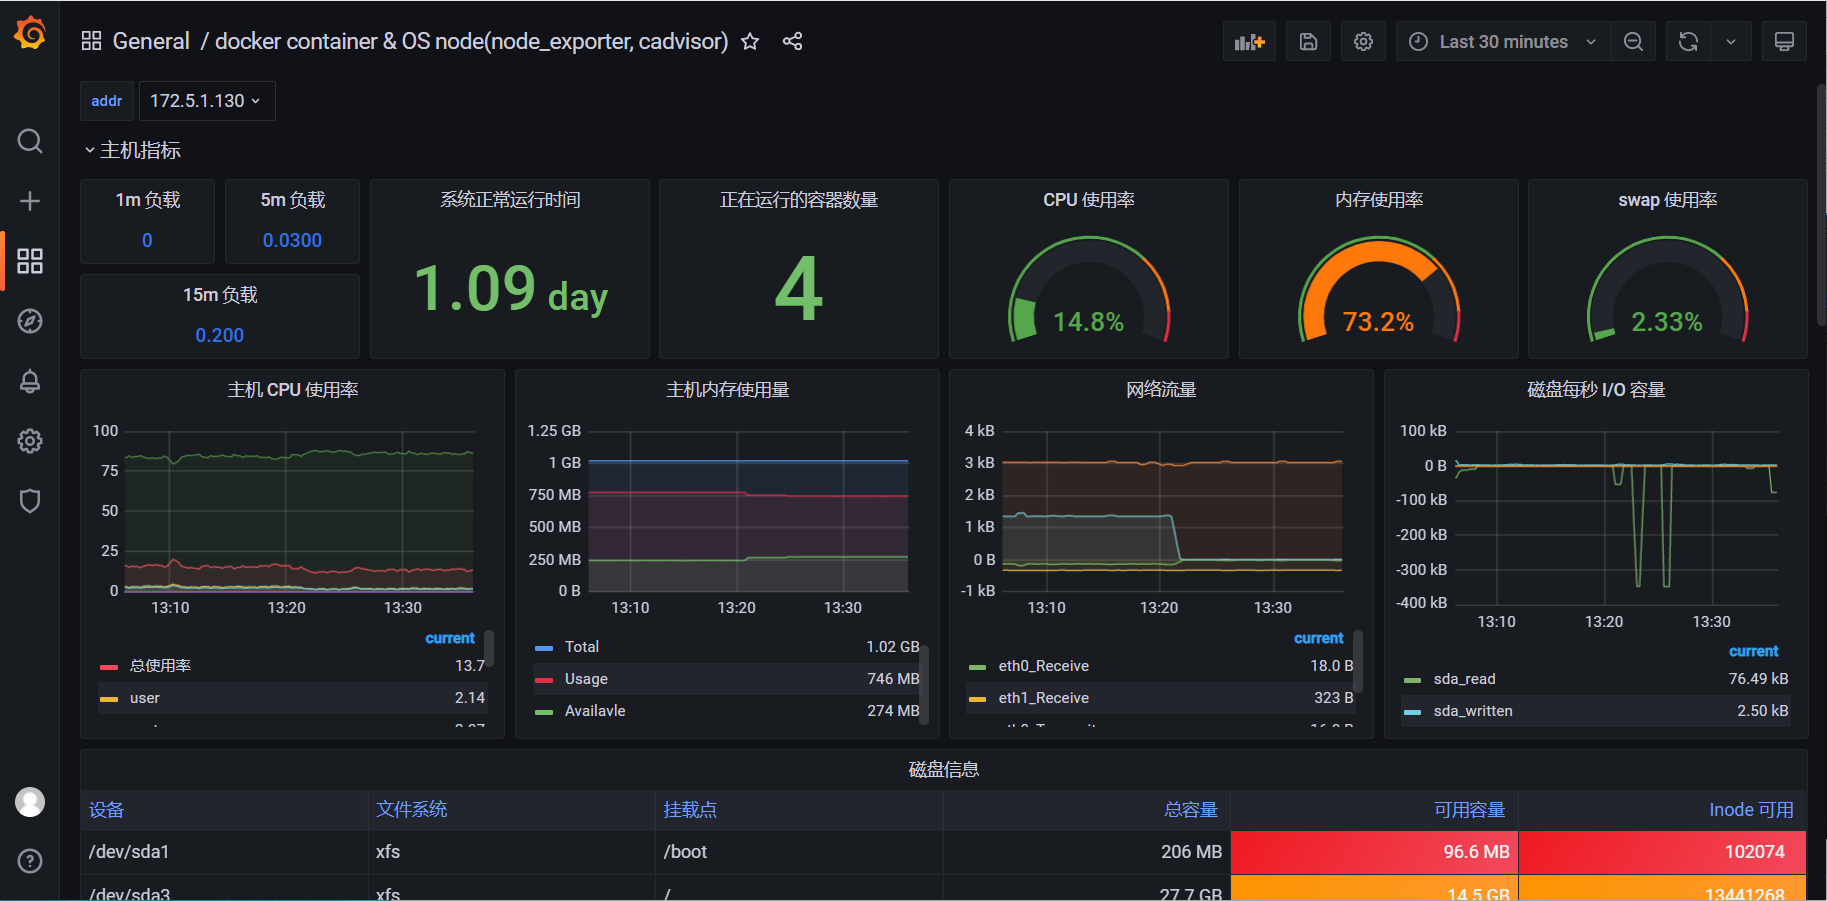 General / docker container & OS node(node_exporter, cadvisor)
Last 30 minutes
addr 172.5.1.130
主机指标
1m 负载
0
5m 负载
0.0300
15m 负载
0.200
系统正常运行时间
1.09 day
正在运行的容器数量
4
CPU 使用率
14.8%
内存使用率
73.2%
swap 使用率
2.33%
主机 CPU 使用率
100
75
50
25
0
13:10 13:20 13:30
current
总使用率 13.7
user 2.14
主机内存使用量
1.25 GB
1 GB
750 MB
500 MB
250 MB
0 B
13:10 13:20 13:30
Total 1.02 GB
Usage 746 MB
Availavle 274 MB
网络流量
4 kB
3 kB
2 kB
1 kB
0 B
-1 kB
13:10 13:20 13:30
current
eth0_Receive 18.0 B
eth1_Receive 323 B
磁盘每秒 I/O 容量
100 kB
0 B
-100 kB
-200 kB
-300 kB
-400 kB
13:10 13:20 13:30
current
sda_read 76.49 kB
sda_written 2.50 kB
磁盘信息
设备 文件系统 挂载点 总容量 可用容量 Inode 可用
/dev/sda1 xfs /boot 206 MB 96.6 MB 102074
/dev/sda3 xfs / 27.7 GB 14.5 GB 13441268